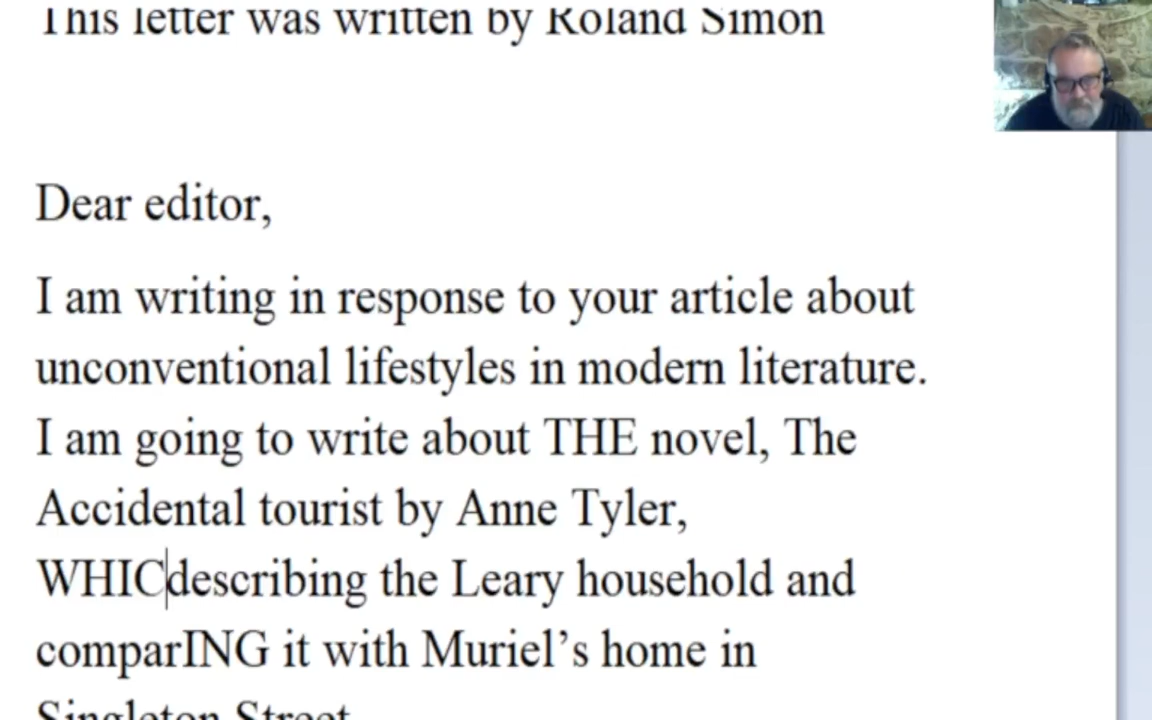 This letter was written by Roland Simon
Dear editor,
I am writing in response to your article about
unconventional lifestyles in modern literature.
I am going to write about THE novel, The
Accidental tourist by Anne Tyler,
WHICdescribing the Leary household and
comparING it with Muriel’s home in
Singleton Street